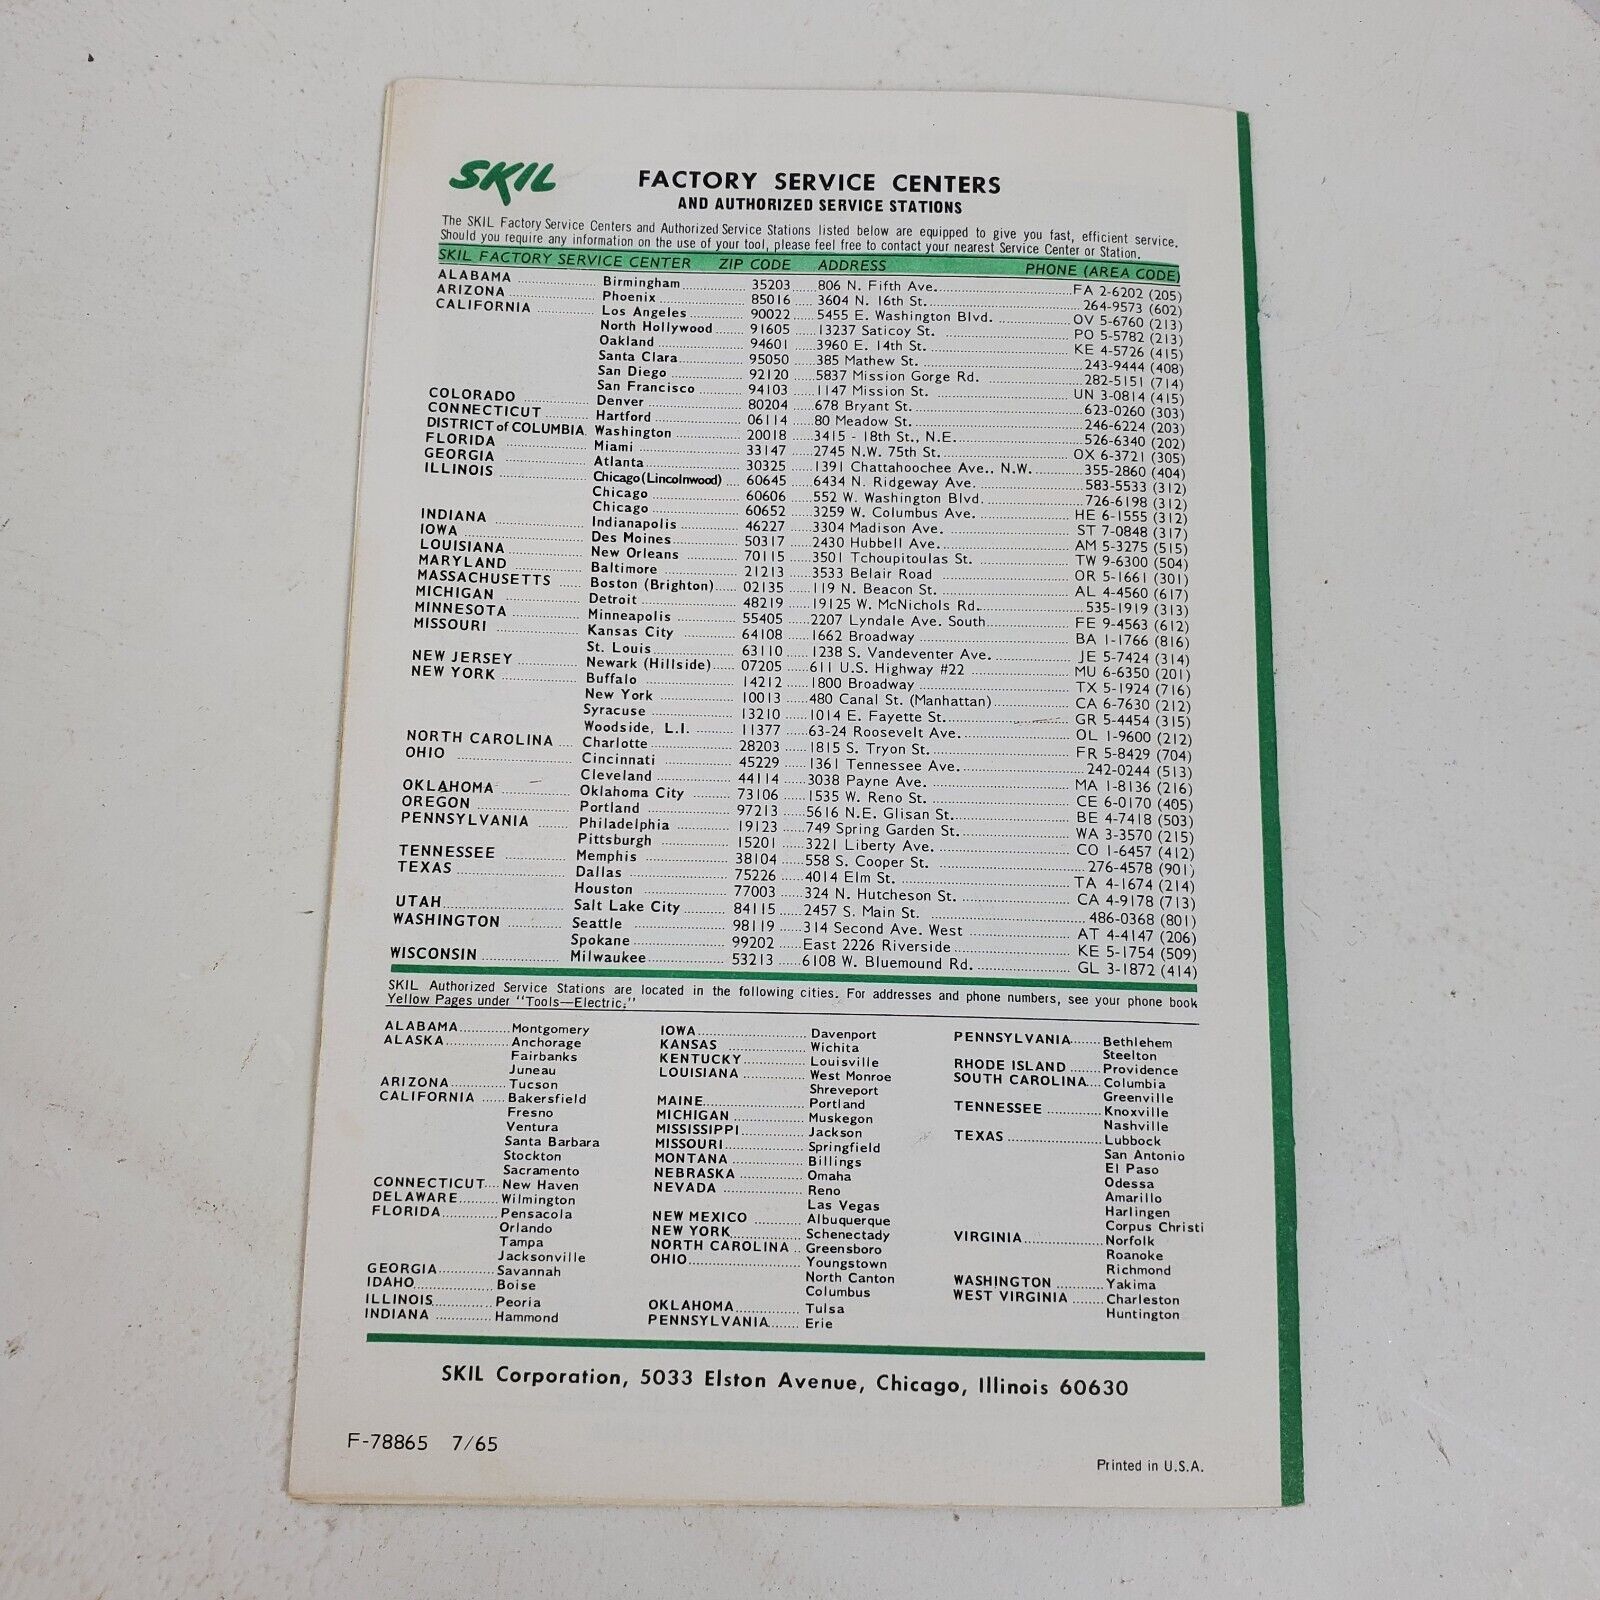 SKIL FACTORY SERVICE CENTERS
AND AUTHORIZED SERVICE STATIONS
The SKIL Factory Service Centers and Authorized Service Stations listed below are equipped to give you fast, efficient service.
Should you require any information on the use of your tool, please feel free to contact your nearest Service Center or Station.
SKIL FACTORY SERVICE CENTER ZIP CODE ADDRESS PHONE (AREA CODE)
ALABAMA Birmingham 35203 806 N. Fifth Ave. FA 2-6202 (205)
ARIZONA Phoenix 85016 3604 N. 16th St. 264-9573 (602)
CALIFORNIA Los Angeles 90022 5455 E. Washington Blvd. OV 5-6760 (213)
North Hollywood 91605 13237 Saticoy St. PO 5-5782 (213)
Oakland 94601 3960 E. 14th St. KE 4-5726 (415)
Santa Clara 95050 385 Mathew St. 243-9444 (408)
San Diego 92120 5837 Mission Gorge Rd. 282-5151 (714)
San Francisco 94103 1147 Mission St. UN 3-0814 (415)
COLORADO Denver 80204 678 Bryant St. 623-0260 (303)
CONNECTICUT Hartford 06114 80 Meadow St. 246-6224 (203)
DISTRICT of COLUMBIA Washington 20018 3415 - 18th St., N.E. 526-6340 (202)
FLORIDA Miami 33147 2745 N.W. 75th St. OX 6-3721 (305)
GEORGIA Atlanta 30325 1391 Chattahoochee Ave., N.W. 355-2860 (404)
ILLINOIS Chicago (Lincolnwood) 60645 6434 N. Ridgeway Ave. 583-5533 (312)
Chicago 60606 552 W. Washington Blvd. 726-6198 (312)
Chicago 60652 3259 W. Columbus Ave. HE 6-1555 (312)
INDIANA Indianapolis 46227 3304 Madison Ave. ST 7-0848 (317)
IOWA Des Moines 50317 2430 Hubbell Ave. AM 5-3275 (515)
LOUISIANA New Orleans 70115 3501 Tchoupitoulas St. TW 9-6300 (504)
MARYLAND Baltimore 21213 3533 Belair Road OR 5-1661 (301)
MASSACHUSETTS Boston (Brighton) 02135 119 N. Beacon St. AL 4-4560 (617)
MICHIGAN Detroit 48219 19125 W. McNichols Rd. 535-1919 (313)
MINNESOTA Minneapolis 55405 2207 Lyndale Ave. South FE 9-4563 (612)
MISSOURI Kansas City 64108 1662 Broadway BA 1-1766 (816)
St. Louis 63110 1238 S. Vandeventer Ave. JE 5-7424 (314)
NEW JERSEY Newark (Hillside) 07205 611 U.S. Highway #22 MU 6-6350 (201)
NEW YORK Buffalo 14212 1800 Broadway TX 5-1924 (716)
New York 10013 480 Canal St. (Manhattan) CA 6-7630 (212)
Syracuse 13210 1014 E. Fayette St. GR 5-4454 (315)
Woodside, L.I. 11377 63-24 Roosevelt Ave. OL 1-9600 (212)
NORTH CAROLINA Charlotte 28203 1815 S. Tryon St. FR 5-8429 (704)
OHIO Cincinnati 45229 1361 Tennessee Ave. 242-0244 (513)
Cleveland 44114 3038 Payne Ave. MA 1-8136 (216)
OKLAHOMA Oklahoma City 73106 1535 W. Reno St. CE 6-0170 (405)
OREGON Portland 97213 5616 N.E. Glisan St. BE 4-7418 (503)
PENNSYLVANIA Philadelphia 19123 749 Spring Garden St. WA 3-3570 (215)
Pittsburgh 15201 3221 Liberty Ave. CO 1-6457 (412)
TENNESSEE Memphis 38104 558 S. Cooper St. 276-4578 (901)
TEXAS Dallas 75226 4014 Elm St. TA 4-1674 (214)
Houston 77003 324 N. Hutcheson St. CA 4-9178 (713)
UTAH Salt Lake City 84115 2457 S. Main St. 486-0368 (801)
WASHINGTON Seattle 98119 314 Second Ave. West AT 4-4147 (206)
Spokane 99202 East 2226 Riverside KE 5-1754 (509)
WISCONSIN Milwaukee 53213 6108 W. Bluemound Rd. GL 3-1872 (414)
SKIL Authorized Service Stations are located in the following cities. For addresses and phone numbers, see your phone book
Yellow Pages under "Tools—Electric."
ALABAMA Montgomery
ALASKA Anchorage
Fairbanks
Juneau
ARIZONA Tucson
CALIFORNIA Bakersfield
Fresno
Ventura
Santa Barbara
Stockton
Sacramento
CONNECTICUT New Haven
DELAWARE Wilmington
FLORIDA Pensacola
Orlando
Tampa
Jacksonville
GEORGIA Savannah
IDAHO Boise
ILLINOIS Peoria
INDIANA Hammond
IOWA Davenport
KANSAS Wichita
KENTUCKY Louisville
LOUISIANA West Monroe
Shreveport
MAINE Portland
MICHIGAN Muskegon
MISSISSIPPI Jackson
MISSOURI Springfield
MONTANA Billings
NEBRASKA Omaha
NEVADA Reno
Las Vegas
NEW MEXICO Albuquerque
NEW YORK Schenectady
NORTH CAROLINA Greensboro
OHIO Youngstown
North Canton
Columbus
OKLAHOMA Tulsa
PENNSYLVANIA Erie
PENNSYLVANIA Bethlehem
Steelton
RHODE ISLAND Providence
SOUTH CAROLINA Columbia
Greenville
TENNESSEE Knoxville
Nashville
TEXAS Lubbock
San Antonio
El Paso
Odessa
Amarillo
Harlingen
Corpus Christi
VIRGINIA Norfolk
Roanoke
Richmond
WASHINGTON Yakima
WEST VIRGINIA Charleston
Huntington
SKIL Corporation, 5033 Elston Avenue, Chicago, Illinois 60630
F-78865 7/65
Printed in U.S.A.